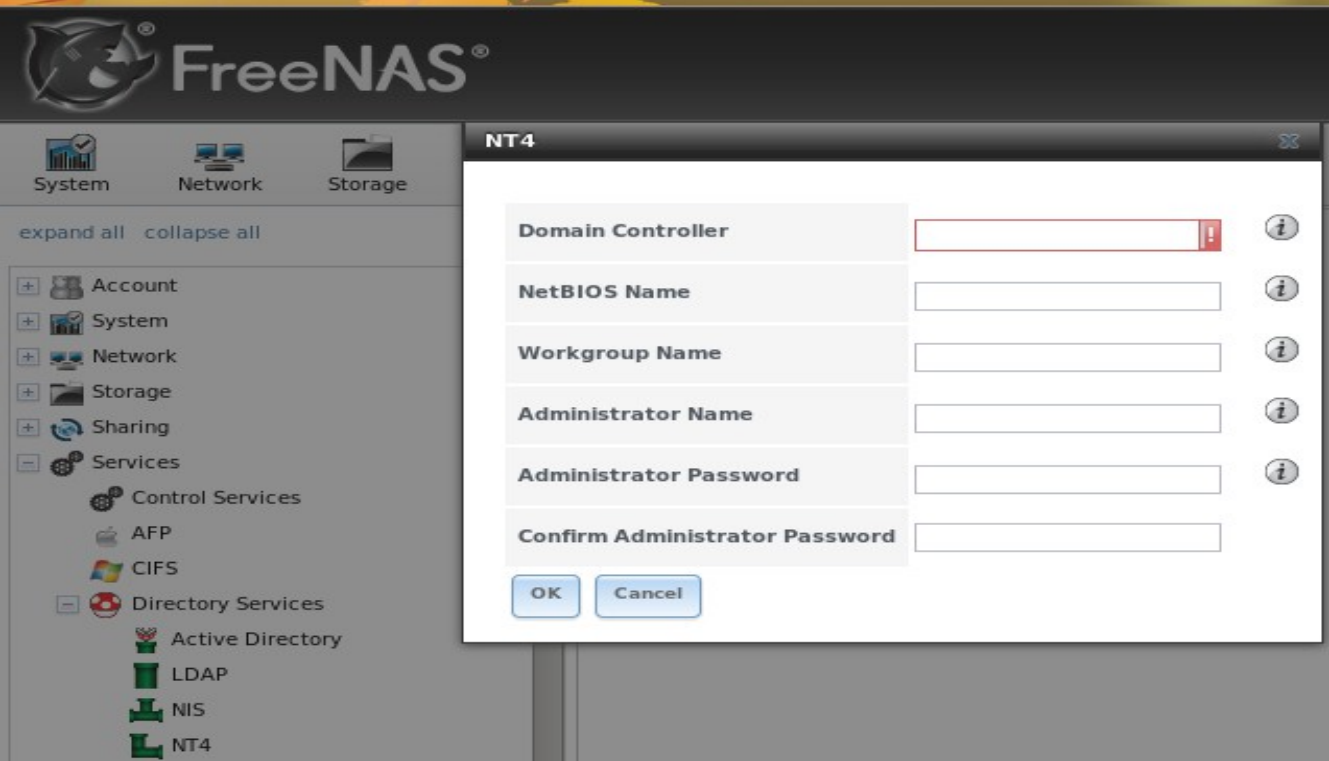 FreeNAS®
System Network Storage
expand all collapse all
Account
System
Network
Storage
Sharing
Services
Control Services
AFP
CIFS
Directory Services
Active Directory
LDAP
NIS
NT4
NT4
Domain Controller
NetBIOS Name
Workgroup Name
Administrator Name
Administrator Password
Confirm Administrator Password
OK Cancel